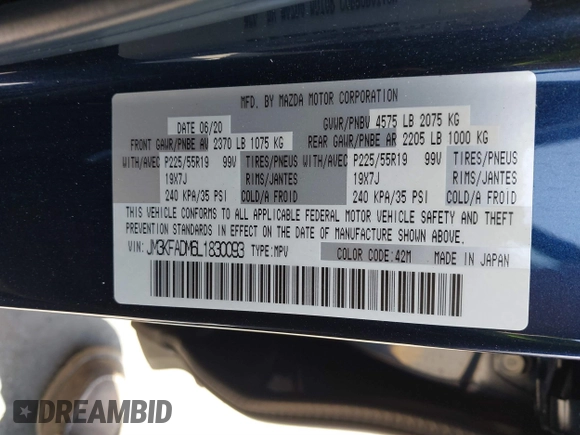 MFD. BY MAZDA MOTOR CORPORATION
DATE 06/20 GVWR/PNBV 4575 LB 2075 KG
FRONT GAWR/PNBE AV 2370 LB 1075 KG REAR GAWR/PNBE AR 2205 LB 1000 KG
WITH/AVEC P225/55R19 99V TIRES/PNEUS WITH/AVEC P225/55R19 99V TIRES/PNEUS
19X7J RIMS/JANTES 19X7J RIMS/JANTES
240 KPA/35 PSI COLD/A FROID 240 KPA/35 PSI COLD/A FROID
THIS VEHICLE CONFORMS TO ALL APPLICABLE FEDERAL MOTOR VEHICLE SAFETY AND THEFT
PREVENTION STANDARDS IN EFFECT ON THE DATE OF MANUFACTURE SHOWN ABOVE.
VIN: JM3KFADM6L1830093 TYPE:MPV COLOR CODE:42M MADE IN JAPAN
DREAMBID